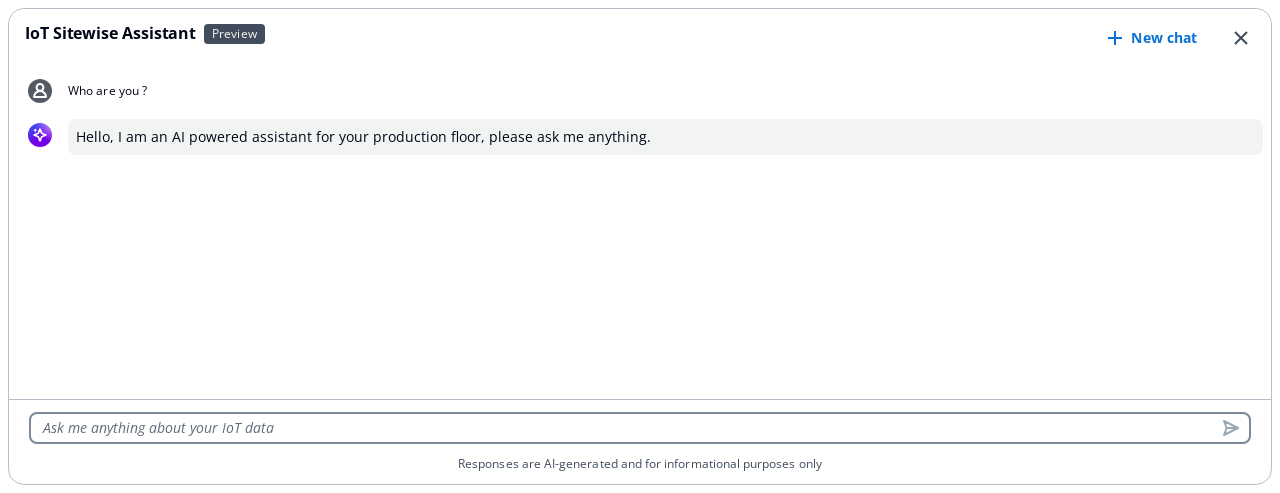 IoT Sitewise Assistant Preview
New chat
Who are you ?
Hello, I am an AI powered assistant for your production floor, please ask me anything.
Ask me anything about your IoT data
Responses are AI-generated and for informational purposes only